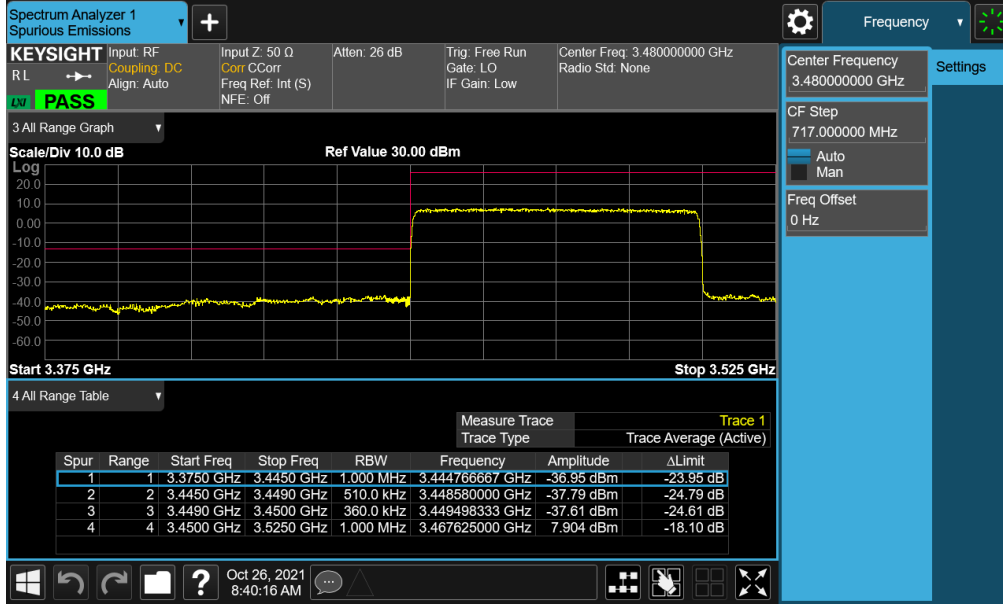 Spectrum Analyzer 1
Spurious Emissions
Frequency
KEYSIGHT
RL
LXI
PASS
Input: RF
Coupling: DC
Align: Auto
Input Z: 50 Ω
Corr CCorr
Freq Ref: Int (S)
NFE: Off
Atten: 26 dB
Trig: Free Run
Gate: LO
IF Gain: Low
Center Freq: 3.480000000 GHz
Radio Std: None
Center Frequency
3.480000000 GHz
Settings
CF Step
717.000000 MHz
Auto
Man
Freq Offset
0 Hz
3 All Range Graph
Scale/Div 10.0 dB
Ref Value 30.00 dBm
Log
20.0
10.0
0.00
-10.0
-20.0
-30.0
-40.0
-50.0
-60.0
Start 3.375 GHz
Stop 3.525 GHz
4 All Range Table
Measure Trace Trace 1
Trace Type Trace Average (Active)
Spur Range Start Freq Stop Freq RBW Frequency Amplitude ΔLimit
1 1 3.3750 GHz 3.4450 GHz 1.000 MHz 3.444766667 GHz -36.95 dBm -23.95 dB
2 2 3.4450 GHz 3.4490 GHz 510.0 kHz 3.448580000 GHz -37.79 dBm -24.79 dB
3 3 3.4490 GHz 3.4500 GHz 360.0 kHz 3.449498333 GHz -37.61 dBm -24.61 dB
4 4 3.4500 GHz 3.5250 GHz 1.000 MHz 3.467625000 GHz 7.904 dBm -18.10 dB
?
Oct 26, 2021
8:40:16 AM